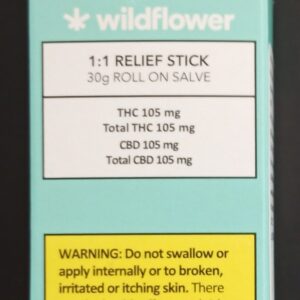 wildflower
1:1 RELIEF STICK
30g ROLL ON SALVE
THC 105 mg
Total THC 105 mg
CBD 105 mg
Total CBD 105 mg
WARNING: Do not swallow or
apply internally or to broken,
irritated or itching skin. There